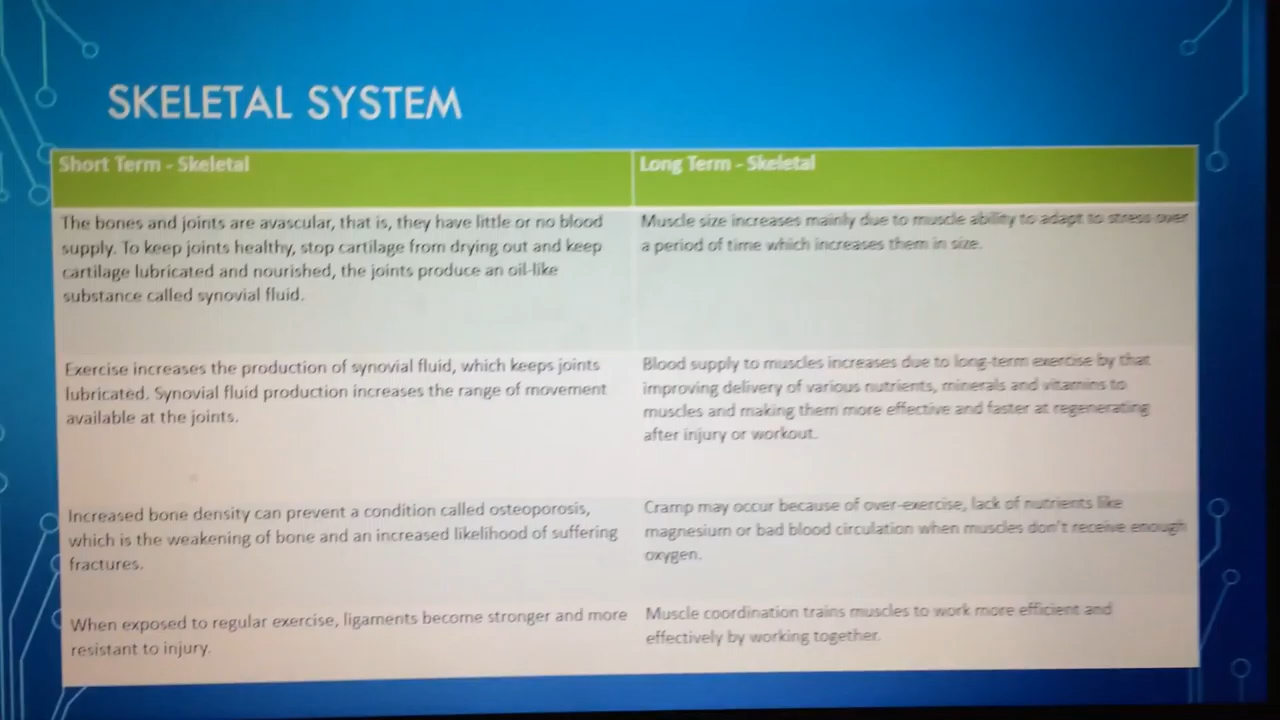 SKELETAL SYSTEM
Short Term - Skeletal
Long Term - Skeletal
The bones and joints are avascular, that is, they have little or no blood
supply. To keep joints healthy, stop cartilage from drying out and keep
cartilage lubricated and nourished, the joints produce an oil-like
substance called synovial fluid.
Muscle size increases mainly due to muscle ability to adapt to stress over
a period of time which increases them in size.
Exercise increases the production of synovial fluid, which keeps joints
lubricated. Synovial fluid production increases the range of movement
available at the joints.
Blood supply to muscles increases due to long-term exercise by that
improving delivery of various nutrients, minerals and vitamins to
muscles and making them more effective and faster at regenerating
after injury or workout.
Increased bone density can prevent a condition called osteoporosis,
which is the weakening of bone and an increased likelihood of suffering
fractures.
Cramp may occur because of over-exercise, lack of nutrients like
magnesium or bad blood circulation when muscles don't receive enough
oxygen.
When exposed to regular exercise, ligaments become stronger and more
resistant to injury.
Muscle coordination trains muscles to work more efficient and
effectively by working together.